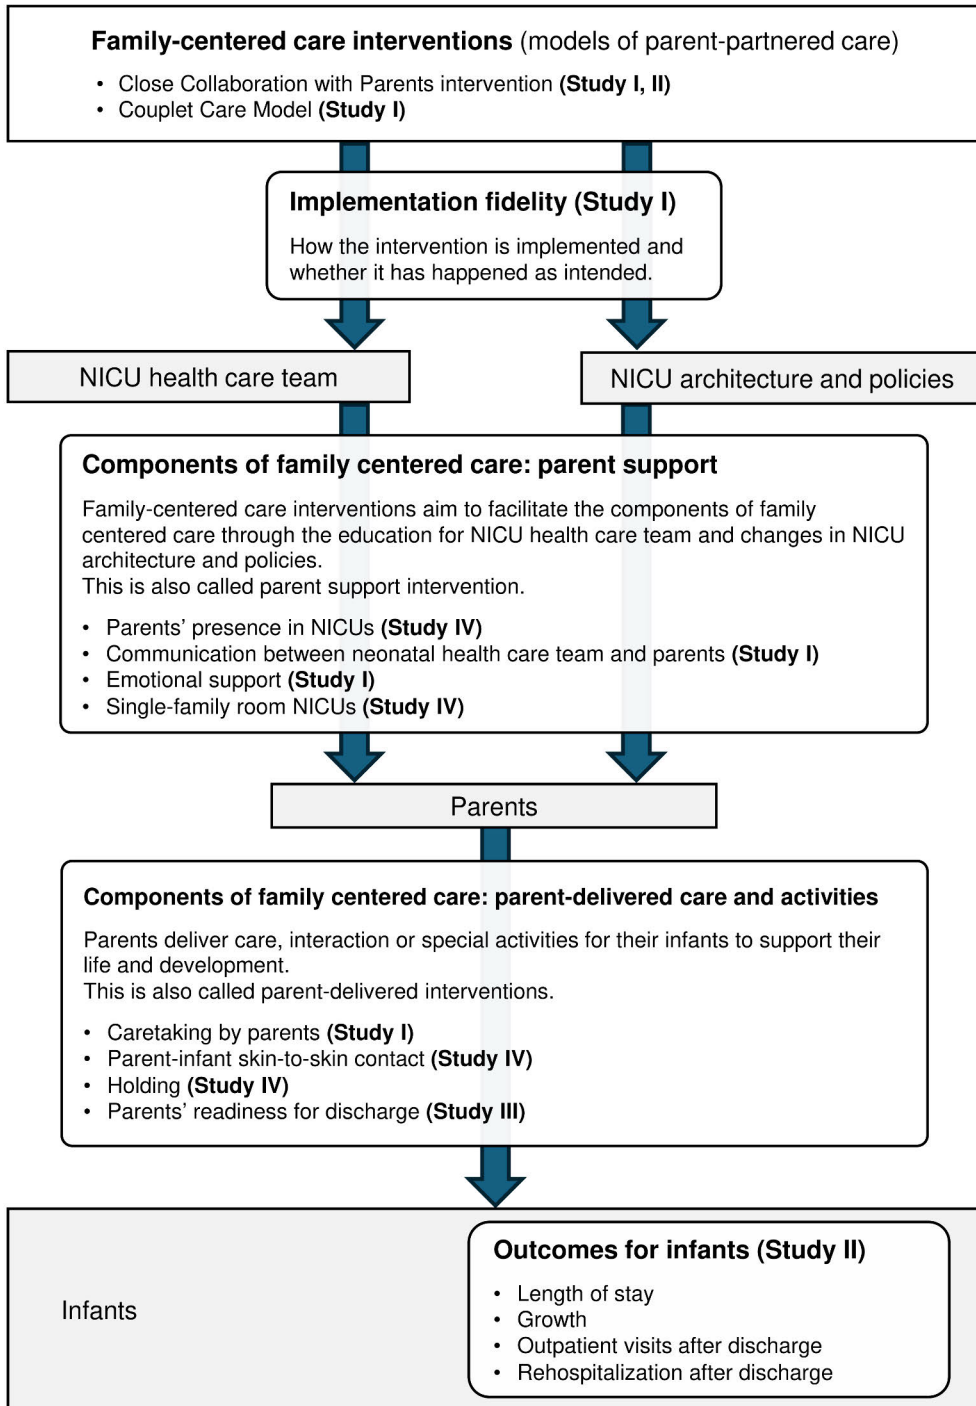 Family-centered care interventions (models of parent-partnered care)
• Close Collaboration with Parents intervention (Study I, II)
• Couplet Care Model (Study I)
Implementation fidelity (Study I)
How the intervention is implemented and
whether it has happened as intended.
NICU health care team
NICU architecture and policies
Components of family centered care: parent support
Family-centered care interventions aim to facilitate the components of family
centered care through the education for NICU health care team and changes in NICU
architecture and policies.
This is also called parent support intervention.
• Parents’ presence in NICUs (Study IV)
• Communication between neonatal health care team and parents (Study I)
• Emotional support (Study I)
• Single-family room NICUs (Study IV)
Parents
Components of family centered care: parent-delivered care and activities
Parents deliver care, interaction or special activities for their infants to support their
life and development.
This is also called parent-delivered interventions.
• Caretaking by parents (Study I)
• Parent-infant skin-to-skin contact (Study IV)
• Holding (Study IV)
• Parents’ readiness for discharge (Study III)
Infants
Outcomes for infants (Study II)
• Length of stay
• Growth
• Outpatient visits after discharge
• Rehospitalization after discharge